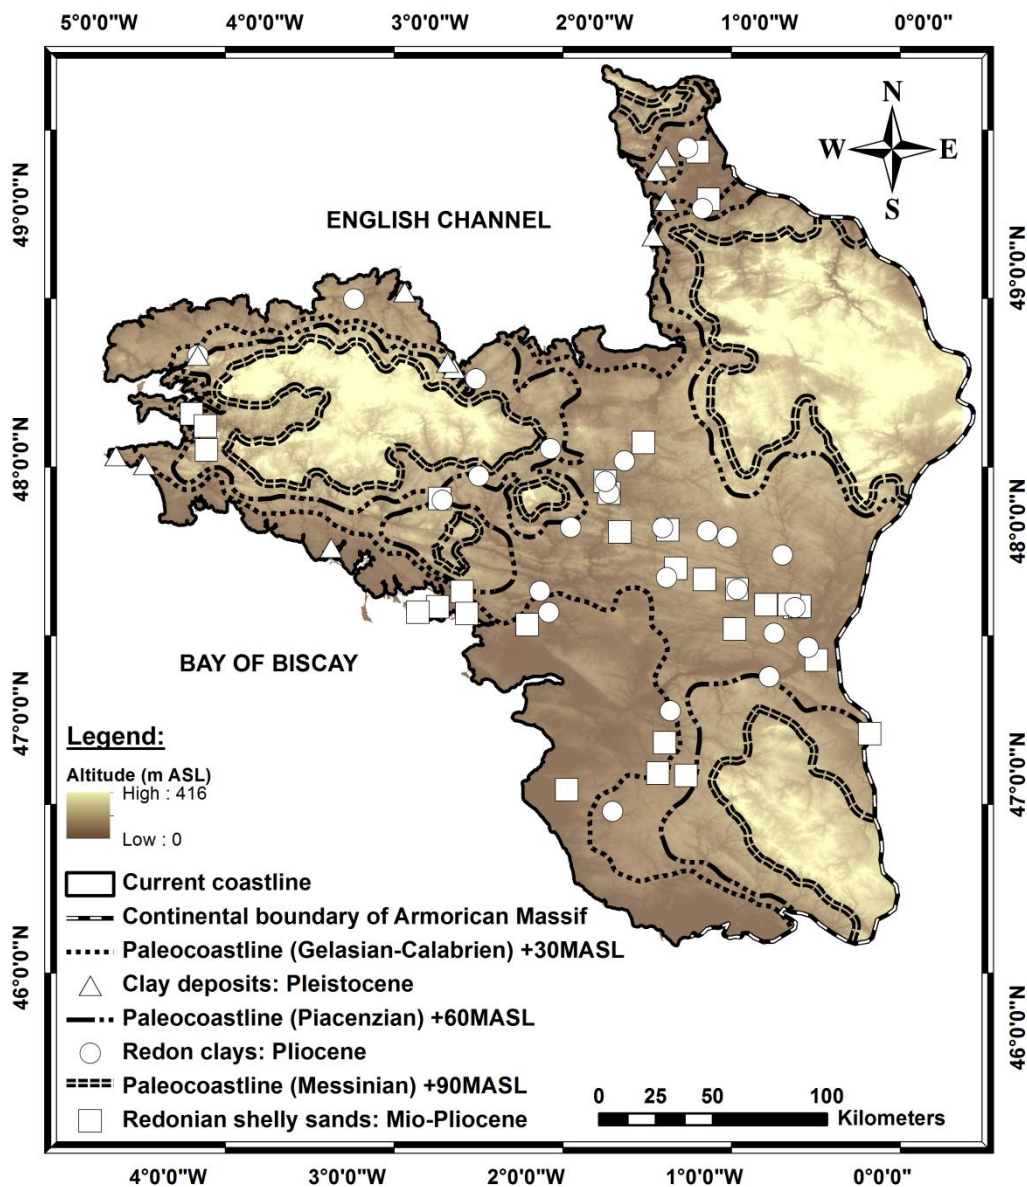 5°0'0"W 4°0'0"W 3°0'0"W 2°0'0"W 1°0'0"W 0°0'0"
N
W E
S
49°0'0"N
49°0'0"N
ENGLISH CHANNEL
48°0'0"N
48°0'0"N
BAY OF BISCAY
47°0'0"N
47°0'0"N
Legend:
Altitude (m ASL)
High : 416
Low : 0
Current coastline
Continental boundary of Armorican Massif
Paleocoastline (Gelasian-Calabrien) +30MASL
Clay deposits: Pleistocene
Paleocoastline (Piacenzian) +60MASL
Redon clays: Pliocene
Paleocoastline (Messinian) +90MASL
Redonian shelly sands: Mio-Pliocene
46°0'0"N
46°0'0"N
0 25 50 100
Kilometers
4°0'0"W 3°0'0"W 2°0'0"W 1°0'0"W 0°0'0"